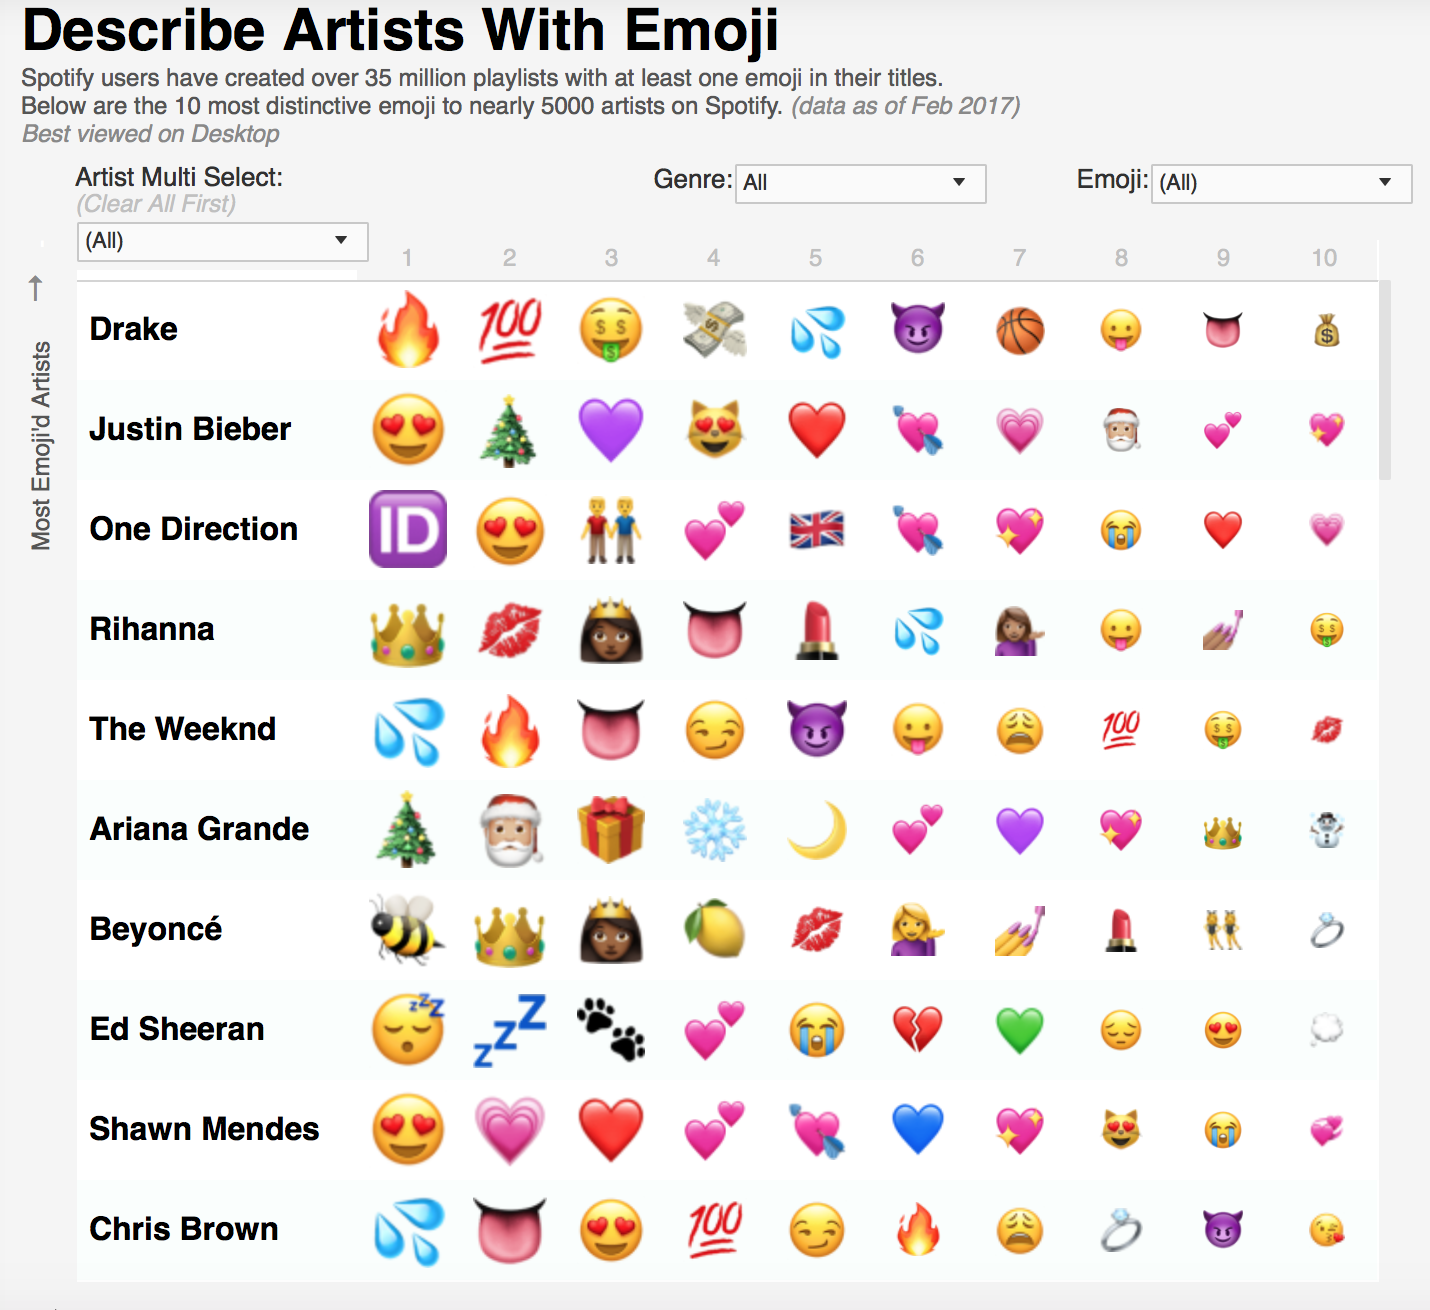 Describe Artists With Emoji
Spotify users have created over 35 million playlists with at least one emoji in their titles.
Below are the 10 most distinctive emoji to nearly 5000 artists on Spotify. (data as of Feb 2017)
Best viewed on Desktop
Artist Multi Select:
(Clear All First)
(All)
Genre: All
Emoji: (All)
1 2 3 4 5 6 7 8 9 10
Most Emoji'd Artists →
Drake
Justin Bieber
One Direction
Rihanna
The Weeknd
Ariana Grande
Beyoncé
Ed Sheeran
Shawn Mendes
Chris Brown